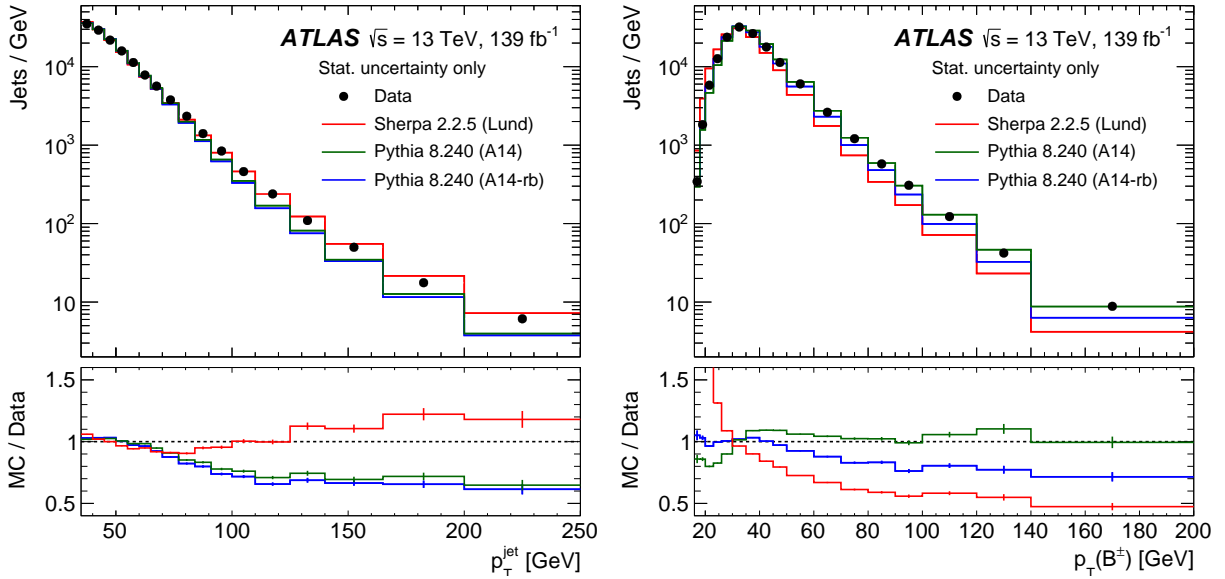 Jets / GeV
10⁴
10³
10²
10
ATLAS √s = 13 TeV, 139 fb⁻¹
Stat. uncertainty only
Data
Sherpa 2.2.5 (Lund)
Pythia 8.240 (A14)
Pythia 8.240 (A14-rb)
MC / Data
1.5
1
0.5
50 100 150 200 250
p_T^jet [GeV]
Jets / GeV
10⁴
10³
10²
10
ATLAS √s = 13 TeV, 139 fb⁻¹
Stat. uncertainty only
Data
Sherpa 2.2.5 (Lund)
Pythia 8.240 (A14)
Pythia 8.240 (A14-rb)
MC / Data
1.5
1
0.5
20 40 60 80 100 120 140 160 180 200
p_T(B^±) [GeV]